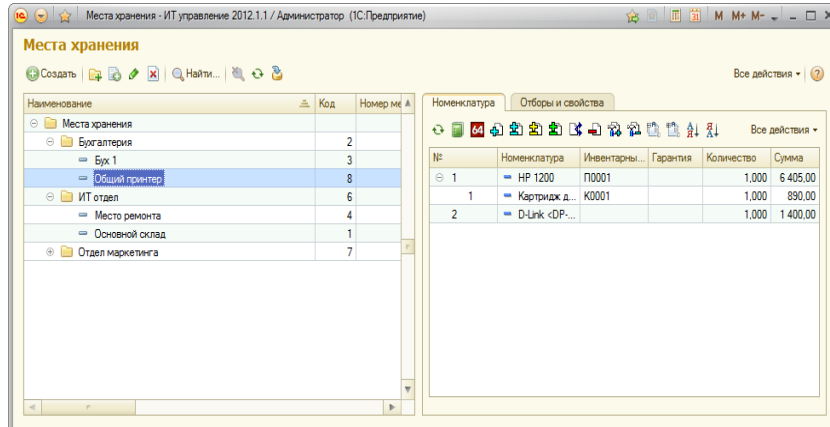 Места хранения - ИТ управление 2012.1.1 / Администратор (1С:Предприятие)
M M+ M-
Места хранения
Создать Найти... Все действия
Наименование Код Номер ме
Места хранения
Бухгалтерия 2
Бух 1 3
Общий принтер 8
ИТ отдел 6
Место ремонта 4
Основной склад 1
Отдел маркетинга 7
Номенклатура Отборы и свойства
64 Все действия
№ Номенклатура Инвентарны... Гарантия Количество Сумма
1 HP 1200 П0001 1,000 6 405,00
1 Картридж д... К0001 1,000 890,00
2 D-Link <DP-... 1,000 1 400,00